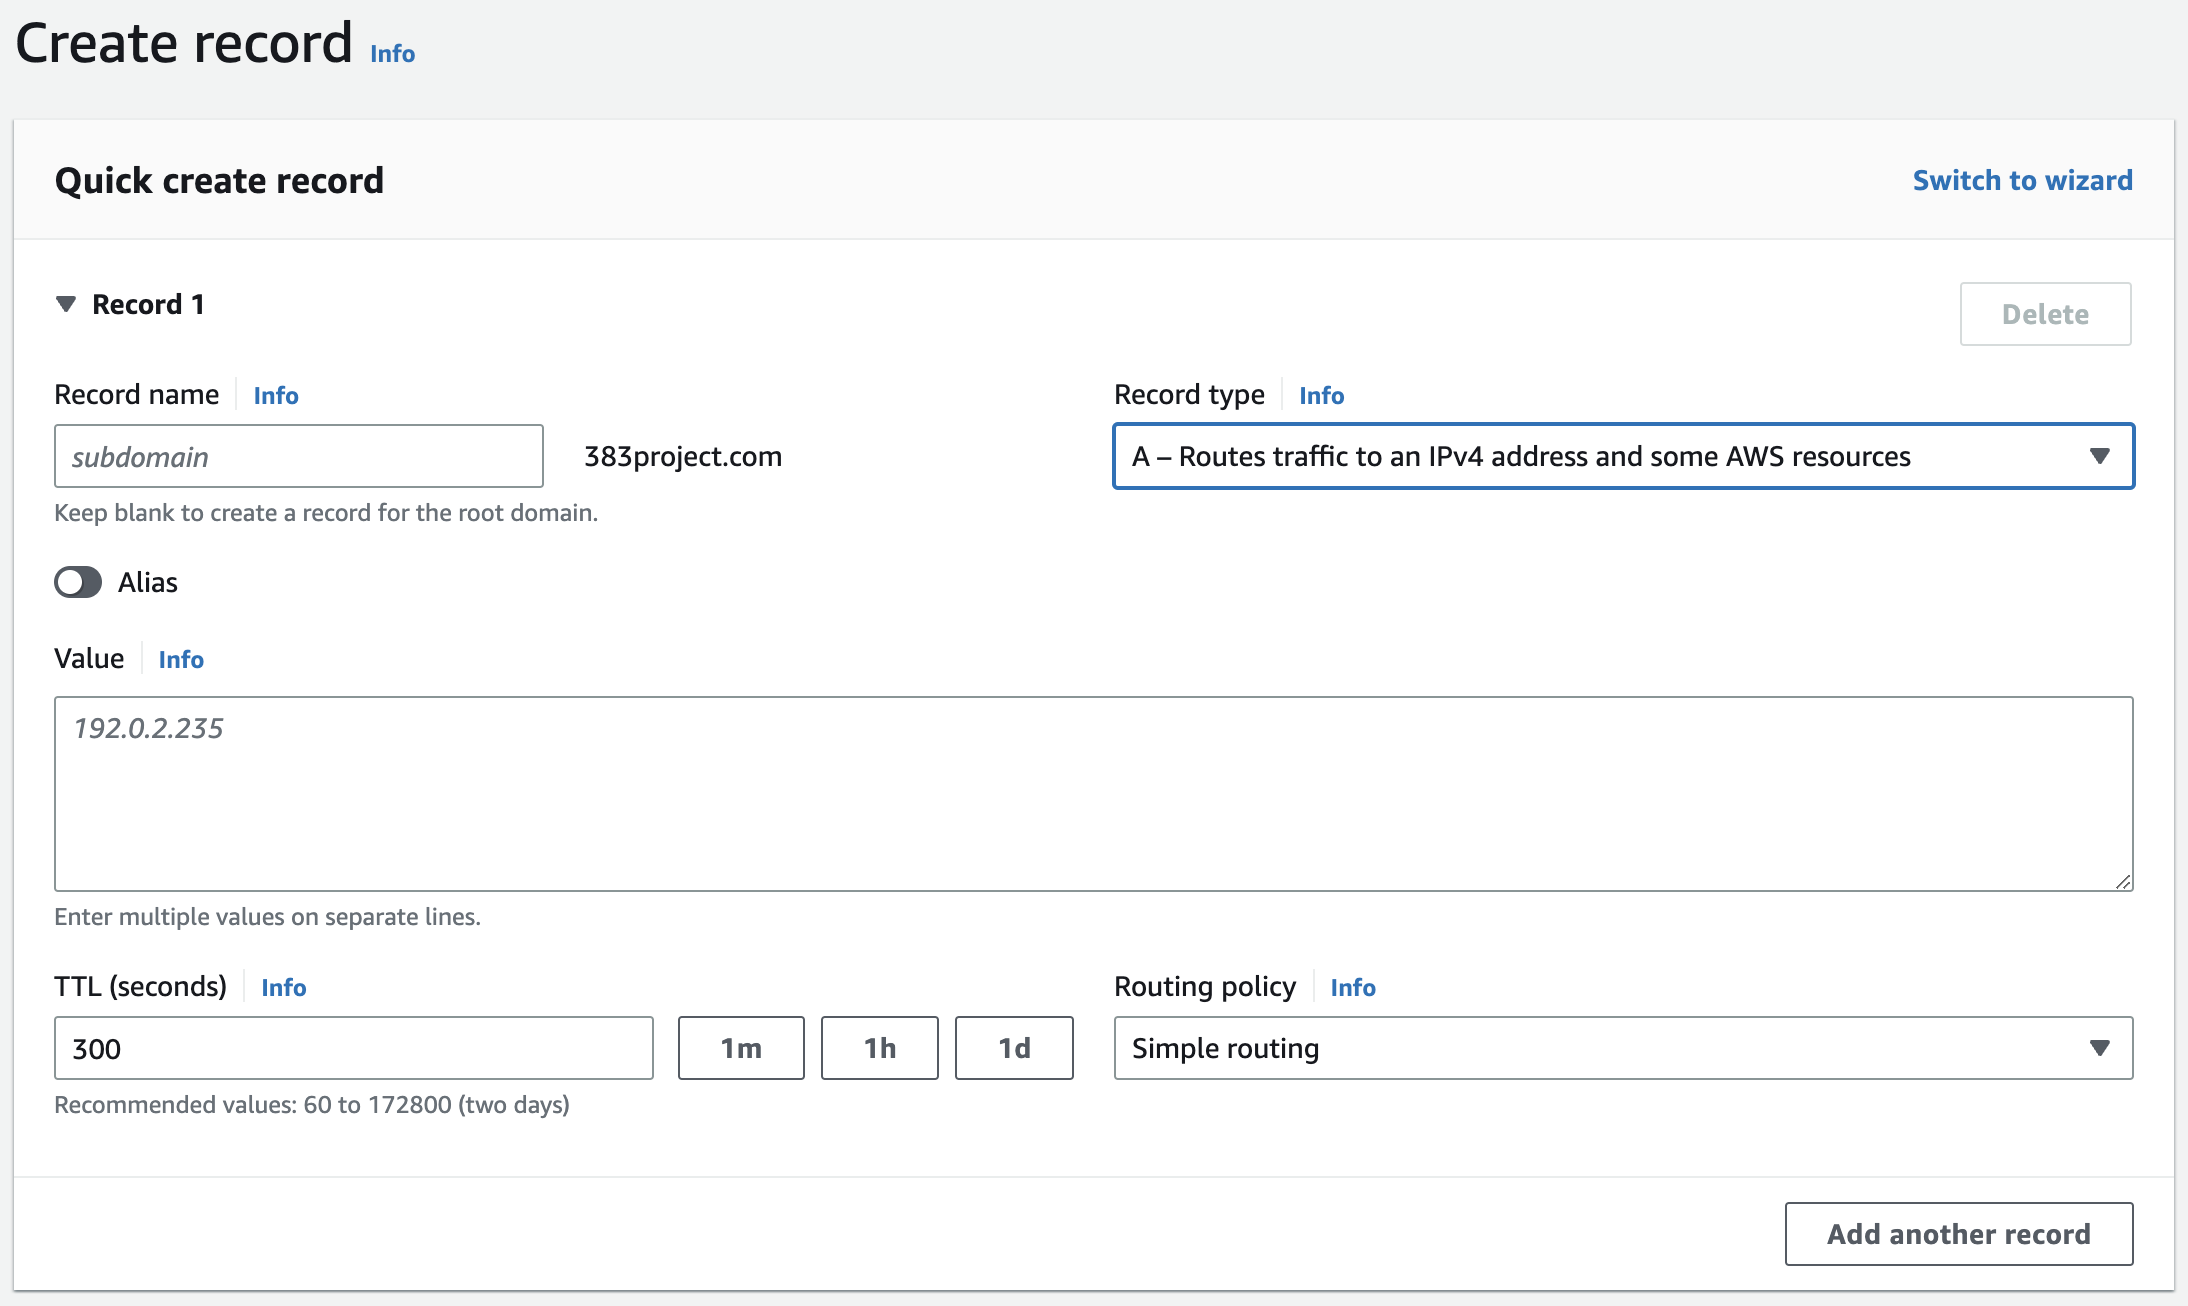 Create record Info
Quick create record Switch to wizard
Record 1 Delete
Record name Info Record type Info
subdomain 383project.com A – Routes traffic to an IPv4 address and some AWS resources
Keep blank to create a record for the root domain.
Alias
Value Info
192.0.2.235
Enter multiple values on separate lines.
TTL (seconds) Info Routing policy Info
300 1m 1h 1d Simple routing
Recommended values: 60 to 172800 (two days)
Add another record